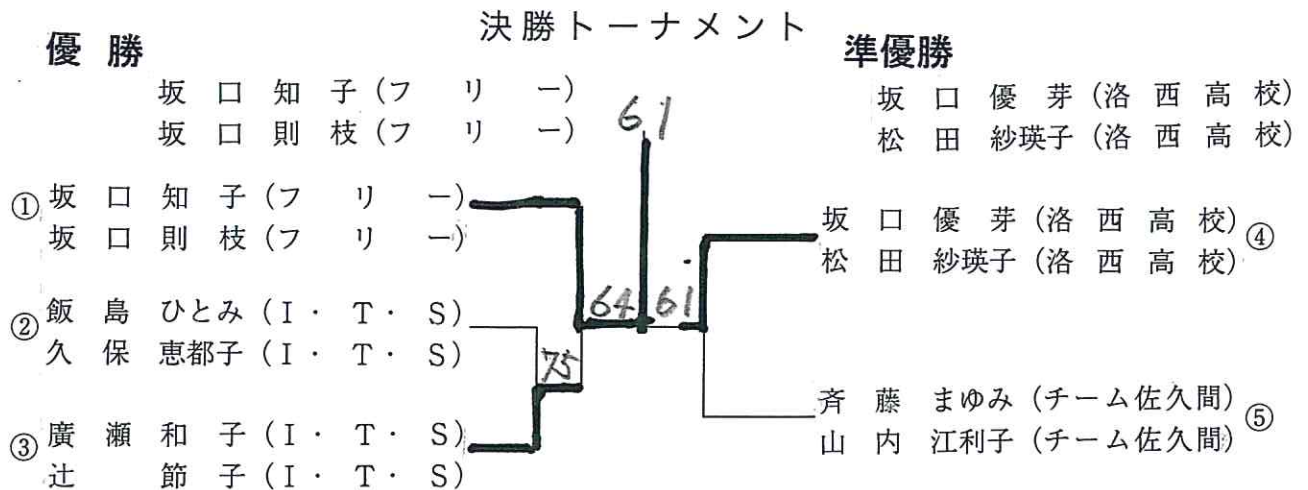 決勝トーナメント
優 勝
坂 口 知 子 (フ リ ー)
坂 口 則 枝 (フ リ ー)
準優勝
坂 口 優 芽 (洛 西 高 校)
松 田 紗瑛子 (洛 西 高 校)
61
① 坂 口 知 子 (フ リ ー)
坂 口 則 枝 (フ リ ー)
② 飯 島 ひとみ (I・T・S)
久 保 恵都子 (I・T・S)
③ 廣 瀬 和 子 (I・T・S)
辻 節 子 (I・T・S)
75
64
61
坂 口 優 芽 (洛 西 高 校) ④
松 田 紗瑛子 (洛 西 高 校)
斉 藤 まゆみ (チーム佐久間) ⑤
山 内 江利子 (チーム佐久間)